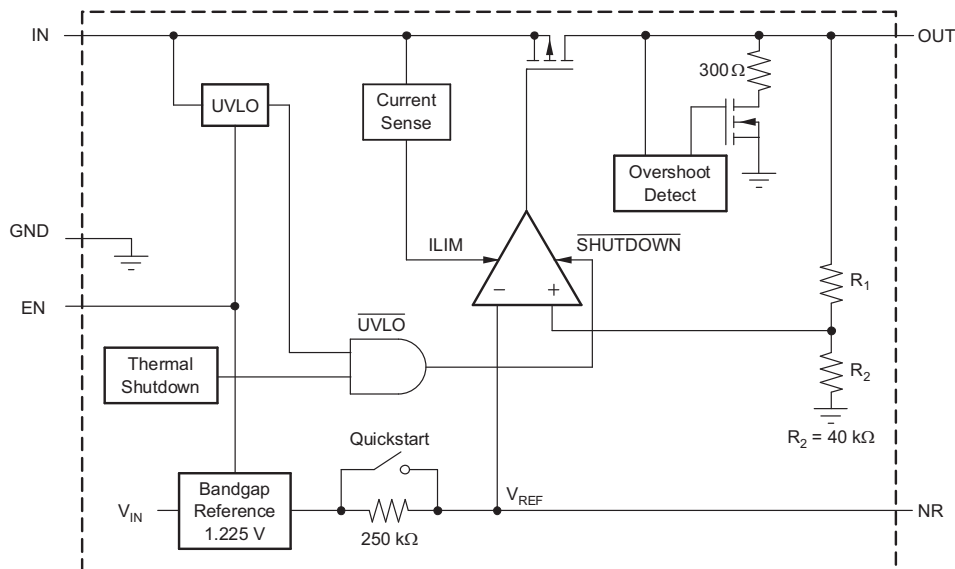 IN
OUT
300Ω
UVLO
Current
Sense
Overshoot
Detect
GND
ILIM
SHUTDOWN
R1
EN
− +
UVLO
Thermal
Shutdown
R2
R2 = 40 kΩ
Quickstart
VIN
Bandgap
Reference
1.225 V
VREF
NR
250 kΩ